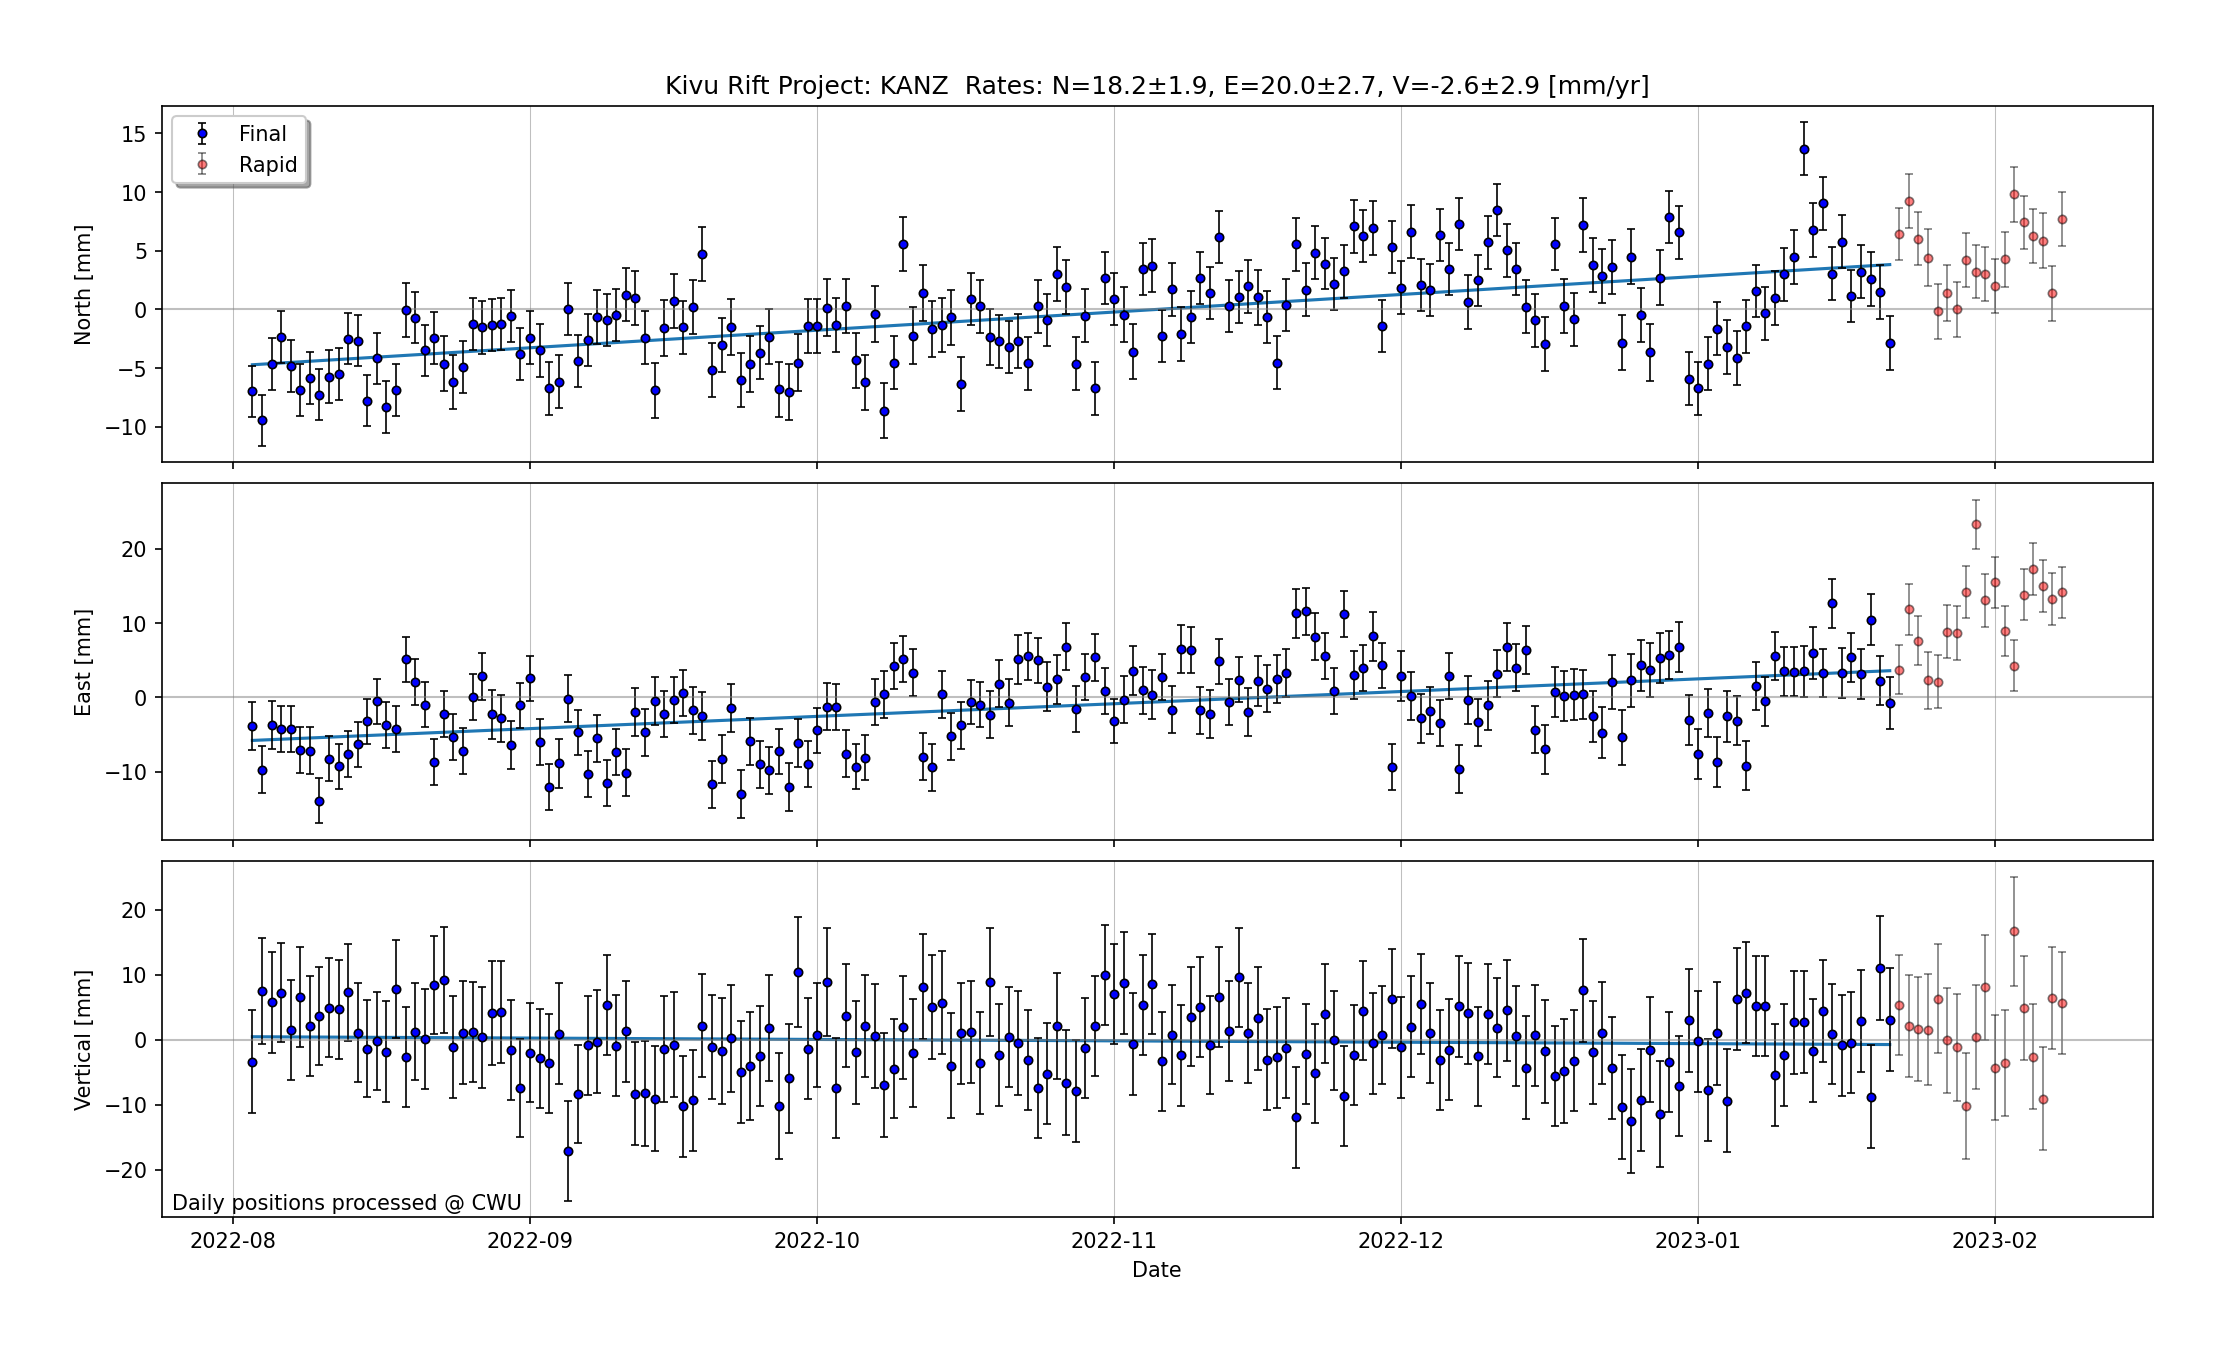 Kivu Rift Project: KANZ  Rates: N=18.2±1.9, E=20.0±2.7, V=-2.6±2.9 [mm/yr]
Final
Rapid
North [mm]
15
10
5
0
−5
−10
East [mm]
20
10
0
−10
Vertical [mm]
20
10
0
−10
−20
Daily positions processed @ CWU
2022-08 2022-09 2022-10 2022-11 2022-12 2023-01 2023-02
Date